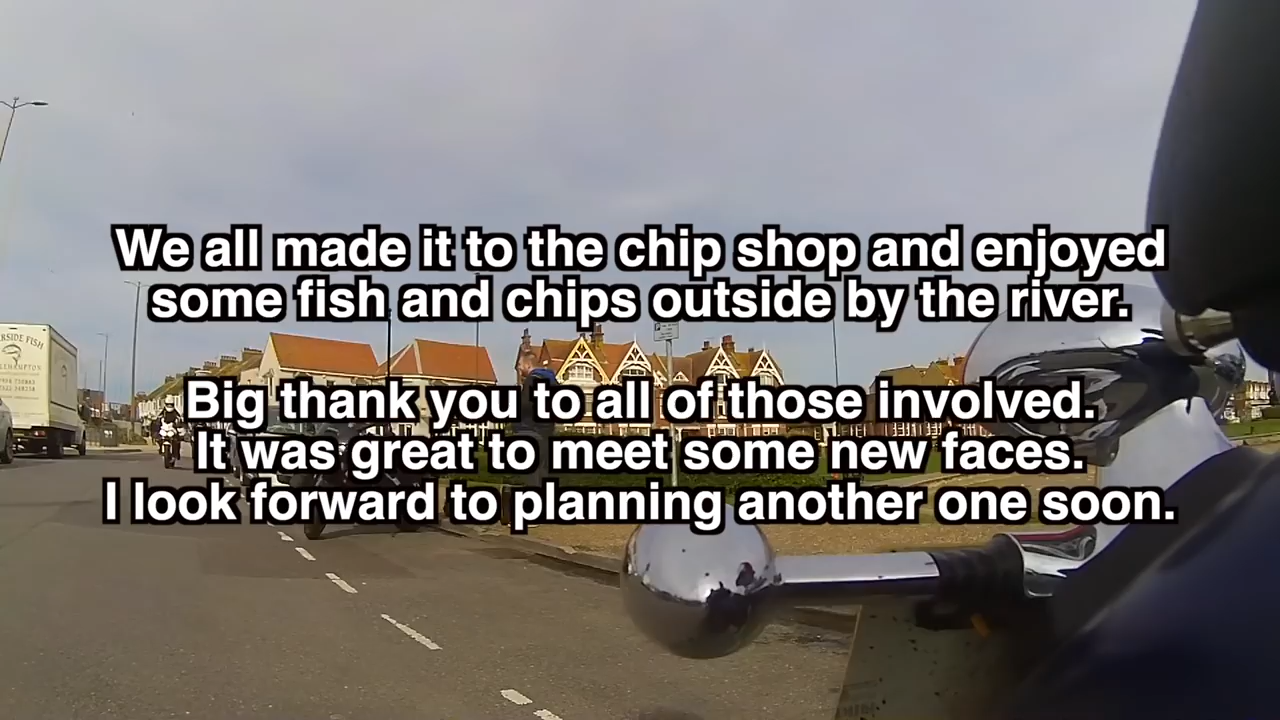 We all made it to the chip shop and enjoyed
some fish and chips outside by the river.
Big thank you to all of those involved.
It was great to meet some new faces.
I look forward to planning another one soon.
RSIDE FISH